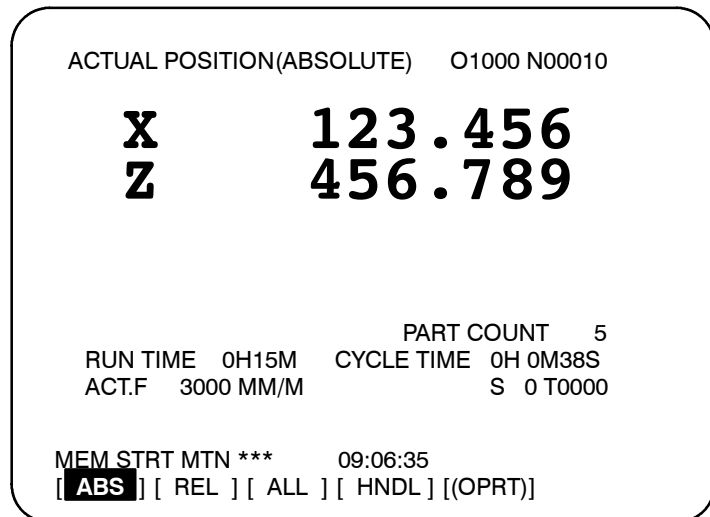 ACTUAL POSITION(ABSOLUTE) O1000 N00010
X 123.456
Z 456.789
PART COUNT 5
RUN TIME 0H15M CYCLE TIME 0H 0M38S
ACT.F 3000 MM/M S 0 T0000
MEM STRT MTN *** 09:06:35
[ ABS ] [ REL ] [ ALL ] [ HNDL ] [(OPRT)]